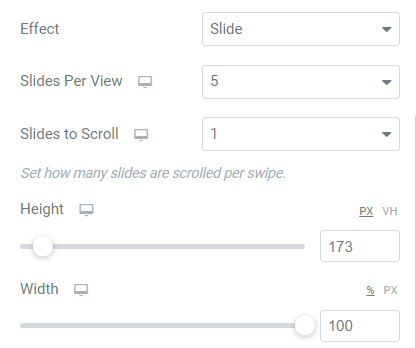 Effect Slide
Slides Per View 5
Slides to Scroll 1
Set how many slides are scrolled per swipe.
Height PX VH
173
Width % PX
100